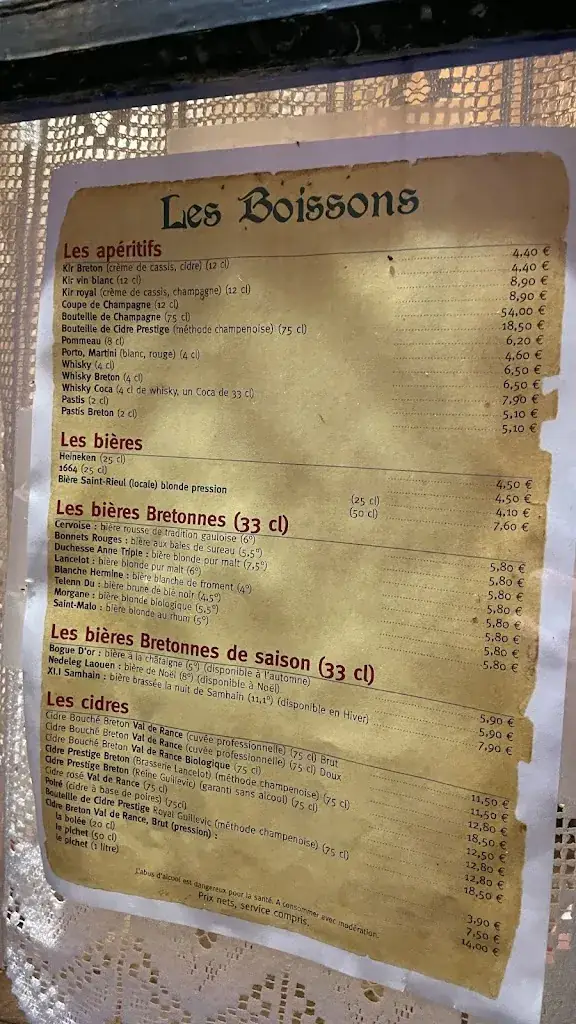 Les Boissons
Les apéritifs
Kir Breton (crème de cassis, cidre) (12 cl) 4,40 €
Kir vin blanc (12 cl) 4,40 €
Kir royal (crème de cassis, champagne) (12 cl) 8,90 €
Coupe de Champagne (12 cl) 8,90 €
Bouteille de Champagne (75 cl) 54,00 €
Bouteille de Cidre Prestige (méthode champenoise) (75 cl) 18,50 €
Pommeau (8 cl) 6,20 €
Porto, Martini (blanc, rouge) (4 cl) 4,60 €
Whisky (4 cl) 6,50 €
Whisky Breton (4 cl) 6,50 €
Whisky Coca (4 cl de whisky, un Coca de 33 cl) 7,90 €
Pastis (2 cl) 5,10 €
Pastis Breton (2 cl) 5,10 €
Les bières
Heineken (25 cl) 4,50 €
1664 (25 cl) 4,50 €
Bière Saint-Rieul (locale) blonde pression (25 cl) 4,10 €
(50 cl) 7,60 €
Les bières Bretonnes (33 cl)
Cervoise : bière rousse de tradition gauloise (6°) 5,80 €
Bonnets Rouges : bière aux baies de sureau (5,5°) 5,80 €
Duchesse Anne Triple : bière blonde pur malt (7,5°) 5,80 €
Lancelot : bière blonde pur malt (6°) 5,80 €
Blanche Hermine : bière blanche de froment (4°) 5,80 €
Telenn Du : bière brune de blé noir (4,5°) 5,80 €
Morgane : bière blonde biologique (5,5°) 5,80 €
Saint-Malo : bière blonde au rhum (5°) 5,80 €
Les bières Bretonnes de saison (33 cl)
Bogue D'or : bière à la châtaigne (5°) (disponible à l'automne) 5,90 €
Nedeleg Laouen : bière de Noël (8°) (disponible à Noël) 5,90 €
XI.I Samhain : bière brassée la nuit de Samhain (11,1°) (disponible en Hiver) 7,90 €
Les cidres
Cidre Bouché Breton Val de Rance (cuvée professionnelle) (75 cl) Brut 11,50 €
Cidre Bouché Breton Val de Rance (cuvée professionnelle) (75 cl) Doux 11,50 €
Cidre Bouché Breton Val de Rance Biologique (75 cl) 12,80 €
Cidre Prestige Breton (Brasserie Lancelot) (méthode champenoise) (75 cl) 18,50 €
Cidre Prestige Breton (Reine Guillevic) (garanti sans alcool) (75 cl) 12,50 €
Cidre rosé Val de Rance (75 cl) 12,80 €
Poiré (cidre à base de poires) (75cl) 12,80 €
Bouteille de Cidre Prestige Royal Guillevic (méthode champenoise) (75 cl) 18,50 €
Cidre Breton Val de Rance, Brut (pression) :
la bolée (20 cl) 3,90 €
le pichet (50 cl) 7,50 €
le pichet (1 litre) 14,00 €
L'abus d'alcool est dangereux pour la santé. A consommer avec modération.
Prix nets, service compris.